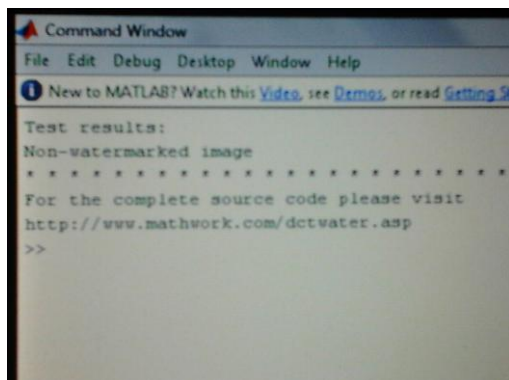 Command Window
File Edit Debug Desktop Window Help
New to MATLAB? Watch this Video, see Demos, or read Getting S
Test results:
Non-watermarked image
* * * * * * * * * * * * * * * * * * * * * * * * *
For the complete source code please visit
http://www.mathwork.com/dctwater.asp
>>